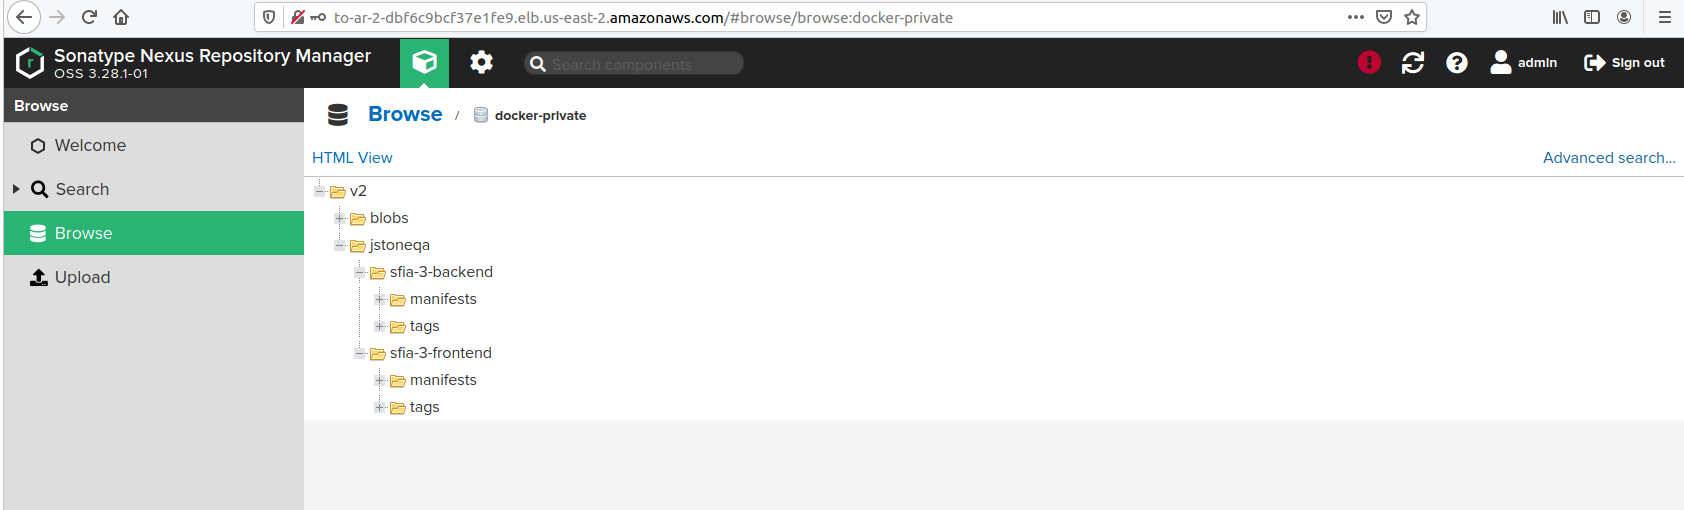 to-ar-2-dbf6c9bcf37e1fe9.elb.us-east-2.amazonaws.com/#browse/browse:docker-private
Sonatype Nexus Repository Manager
OSS 3.28.1-01
Search components
admin
Sign out
Browse
Welcome
Search
Browse
Upload
Browse / docker-private
HTML View
Advanced search...
v2
blobs
jstoneqa
sfia-3-backend
manifests
tags
sfia-3-frontend
manifests
tags